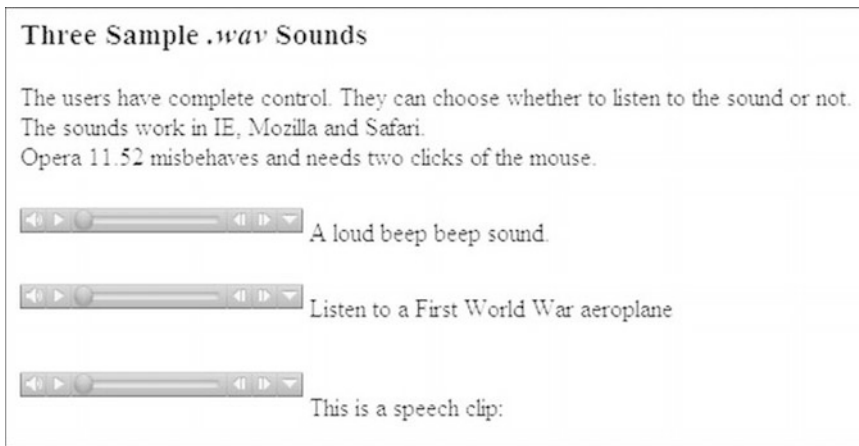 Three Sample .wav Sounds
The users have complete control. They can choose whether to listen to the sound or not.
The sounds work in IE, Mozilla and Safari.
Opera 11.52 misbehaves and needs two clicks of the mouse.
A loud beep beep sound.
Listen to a First World War aeroplane
This is a speech clip: